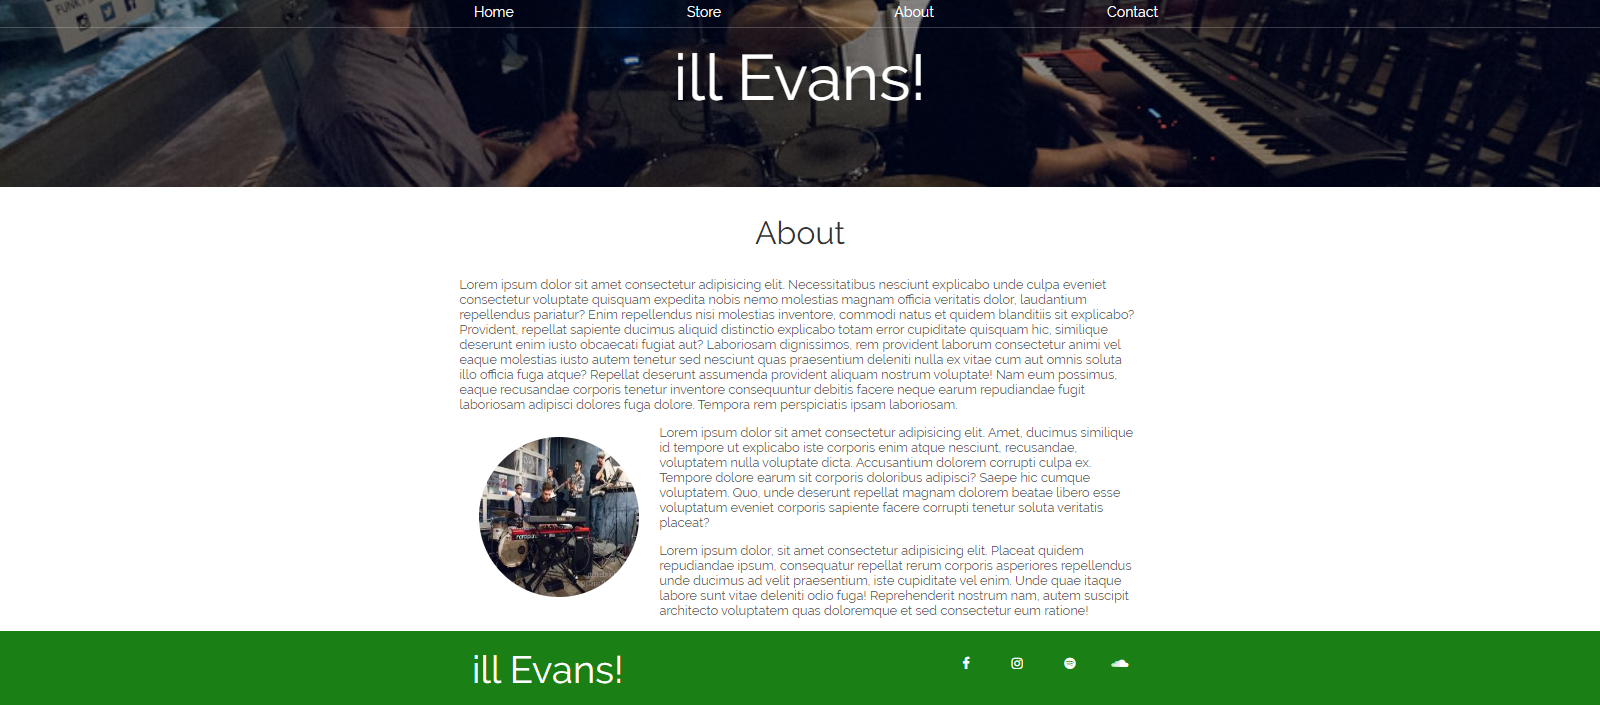 Home Store About Contact
ill Evans!
About
Lorem ipsum dolor sit amet consectetur adipisicing elit. Necessitatibus nesciunt explicabo unde culpa eveniet
consectetur voluptate quisquam expedita nobis nemo molestias magnam officia veritatis dolor, laudantium
repellendus pariatur? Enim repellendus nisi molestias inventore, commodi natus et quidem blanditiis sit explicabo?
Provident, repellat sapiente ducimus aliquid distinctio explicabo totam error cupiditate quisquam hic, similique
deserunt enim iusto obcaecati fugiat aut? Laboriosam dignissimos, rem provident laborum consectetur animi vel
eaque molestias iusto autem tenetur sed nesciunt quas praesentium deleniti nulla ex vitae cum aut omnis soluta
illo officia fuga atque? Repellat deserunt assumenda provident aliquam nostrum voluptate! Nam eum possimus,
eaque recusandae corporis tenetur inventore consequuntur debitis facere neque earum repudiandae fugit
laboriosam adipisci dolores fuga dolore. Tempora rem perspiciatis ipsam laboriosam.
Lorem ipsum dolor sit amet consectetur adipisicing elit. Amet, ducimus similique
id tempore ut explicabo iste corporis enim atque nesciunt, recusandae,
voluptatem nulla voluptate dicta. Accusantium dolorem corrupti culpa ex.
Tempore dolore earum sit corporis doloribus adipisci? Saepe hic cumque
voluptatem. Quo, unde deserunt repellat magnam dolorem beatae libero esse
voluptatum eveniet corporis sapiente facere corrupti tenetur soluta veritatis
placeat?
Lorem ipsum dolor, sit amet consectetur adipisicing elit. Placeat quidem
repudiandae ipsum, consequatur repellat rerum corporis asperiores repellendus
unde ducimus ad velit praesentium, iste cupiditate vel enim. Unde quae itaque
labore sunt vitae deleniti odio fuga! Reprehenderit nostrum nam, autem suscipit
architecto voluptatem quas doloremque et sed consectetur eum ratione!
ill Evans!